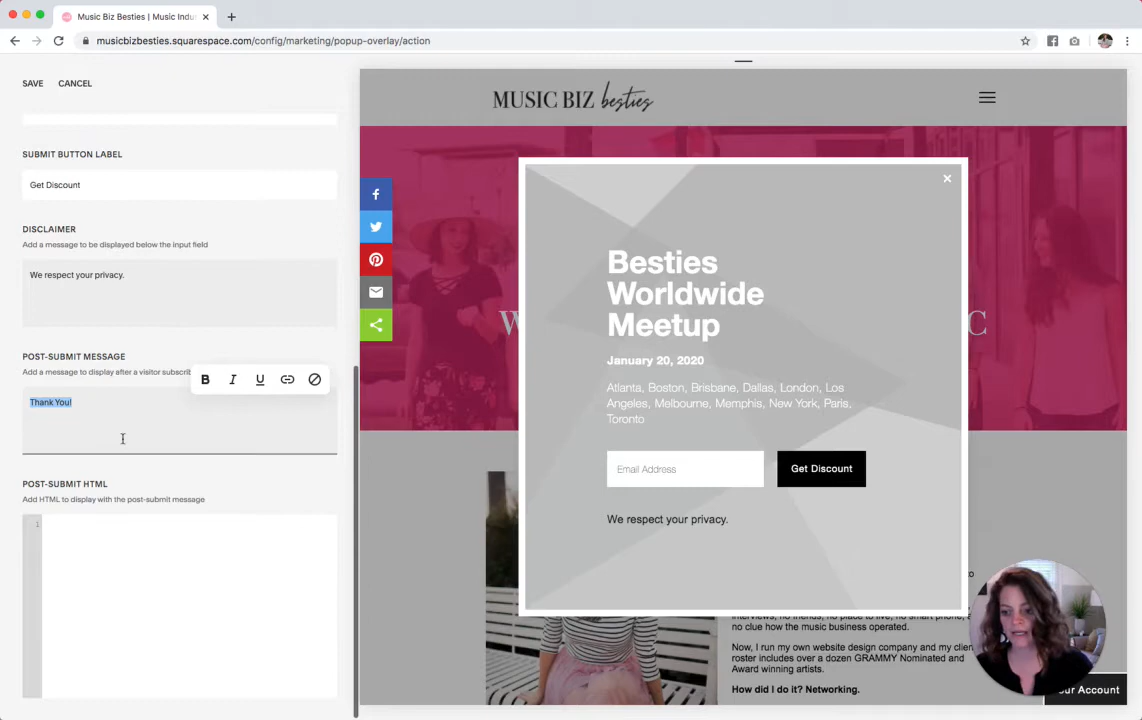 Music Biz Besties | Music Indu
musicbizbesties.squarespace.com/config/marketing/popup-overlay/action
SAVE
CANCEL
SUBMIT BUTTON LABEL
Get Discount
DISCLAIMER
Add a message to be displayed below the input field
We respect your privacy.
POST-SUBMIT MESSAGE
Add a message to display after a visitor subscrib
B I U
Thank You!
POST-SUBMIT HTML
Add HTML to display with the post-submit message
1
MUSIC BIZ besties
W
C
Besties
Worldwide
Meetup
January 20, 2020
Atlanta, Boston, Brisbane, Dallas, London, Los
Angeles, Melbourne, Memphis, New York, Paris,
Toronto
Email Address
Get Discount
We respect your privacy.
to
no clue how the music business operated.
Now, I run my own website design company and my clien
roster includes over a dozen GRAMMY Nominated and
Award winning artists.
How did I do it? Networking.
our Account